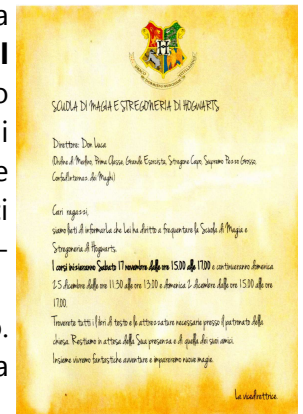 a
l
o
i
e
ti
–
o.
a
SCUOLA DI MAGIA E STREGONERIA DI HOGWARTS
Direttore: Don Luca
(Ordine di Merlino, Prima Classe, Grande Esorcista, Stregone Capo, Supremo Pezzo Grosso,
Confed.Internaz. dei Maghi)
Cari ragazzi,
siamo lieti di informarla che Lei ha diritto a frequentare la Scuola di Magia e
Stregoneria di Hogwarts.
I corsi inizieranno Sabato 17 novembre dalle ore 15.00 alle 17.00 e continueranno domenica
25 dicembre dalle ore 11.30 alle ore 13.00 e domenica 2 dicembre dalle ore 15.00 alle ore
17.00.
Troverete tutti i libri di testo e le attrezzature necessarie presso il patronato della
chiesa. Restiamo in attesa della Sua presenza e di quella dei suoi amici.
Insieme vivremo fantastiche avventure e impareremo nuove magie.
La vicedirettrice.